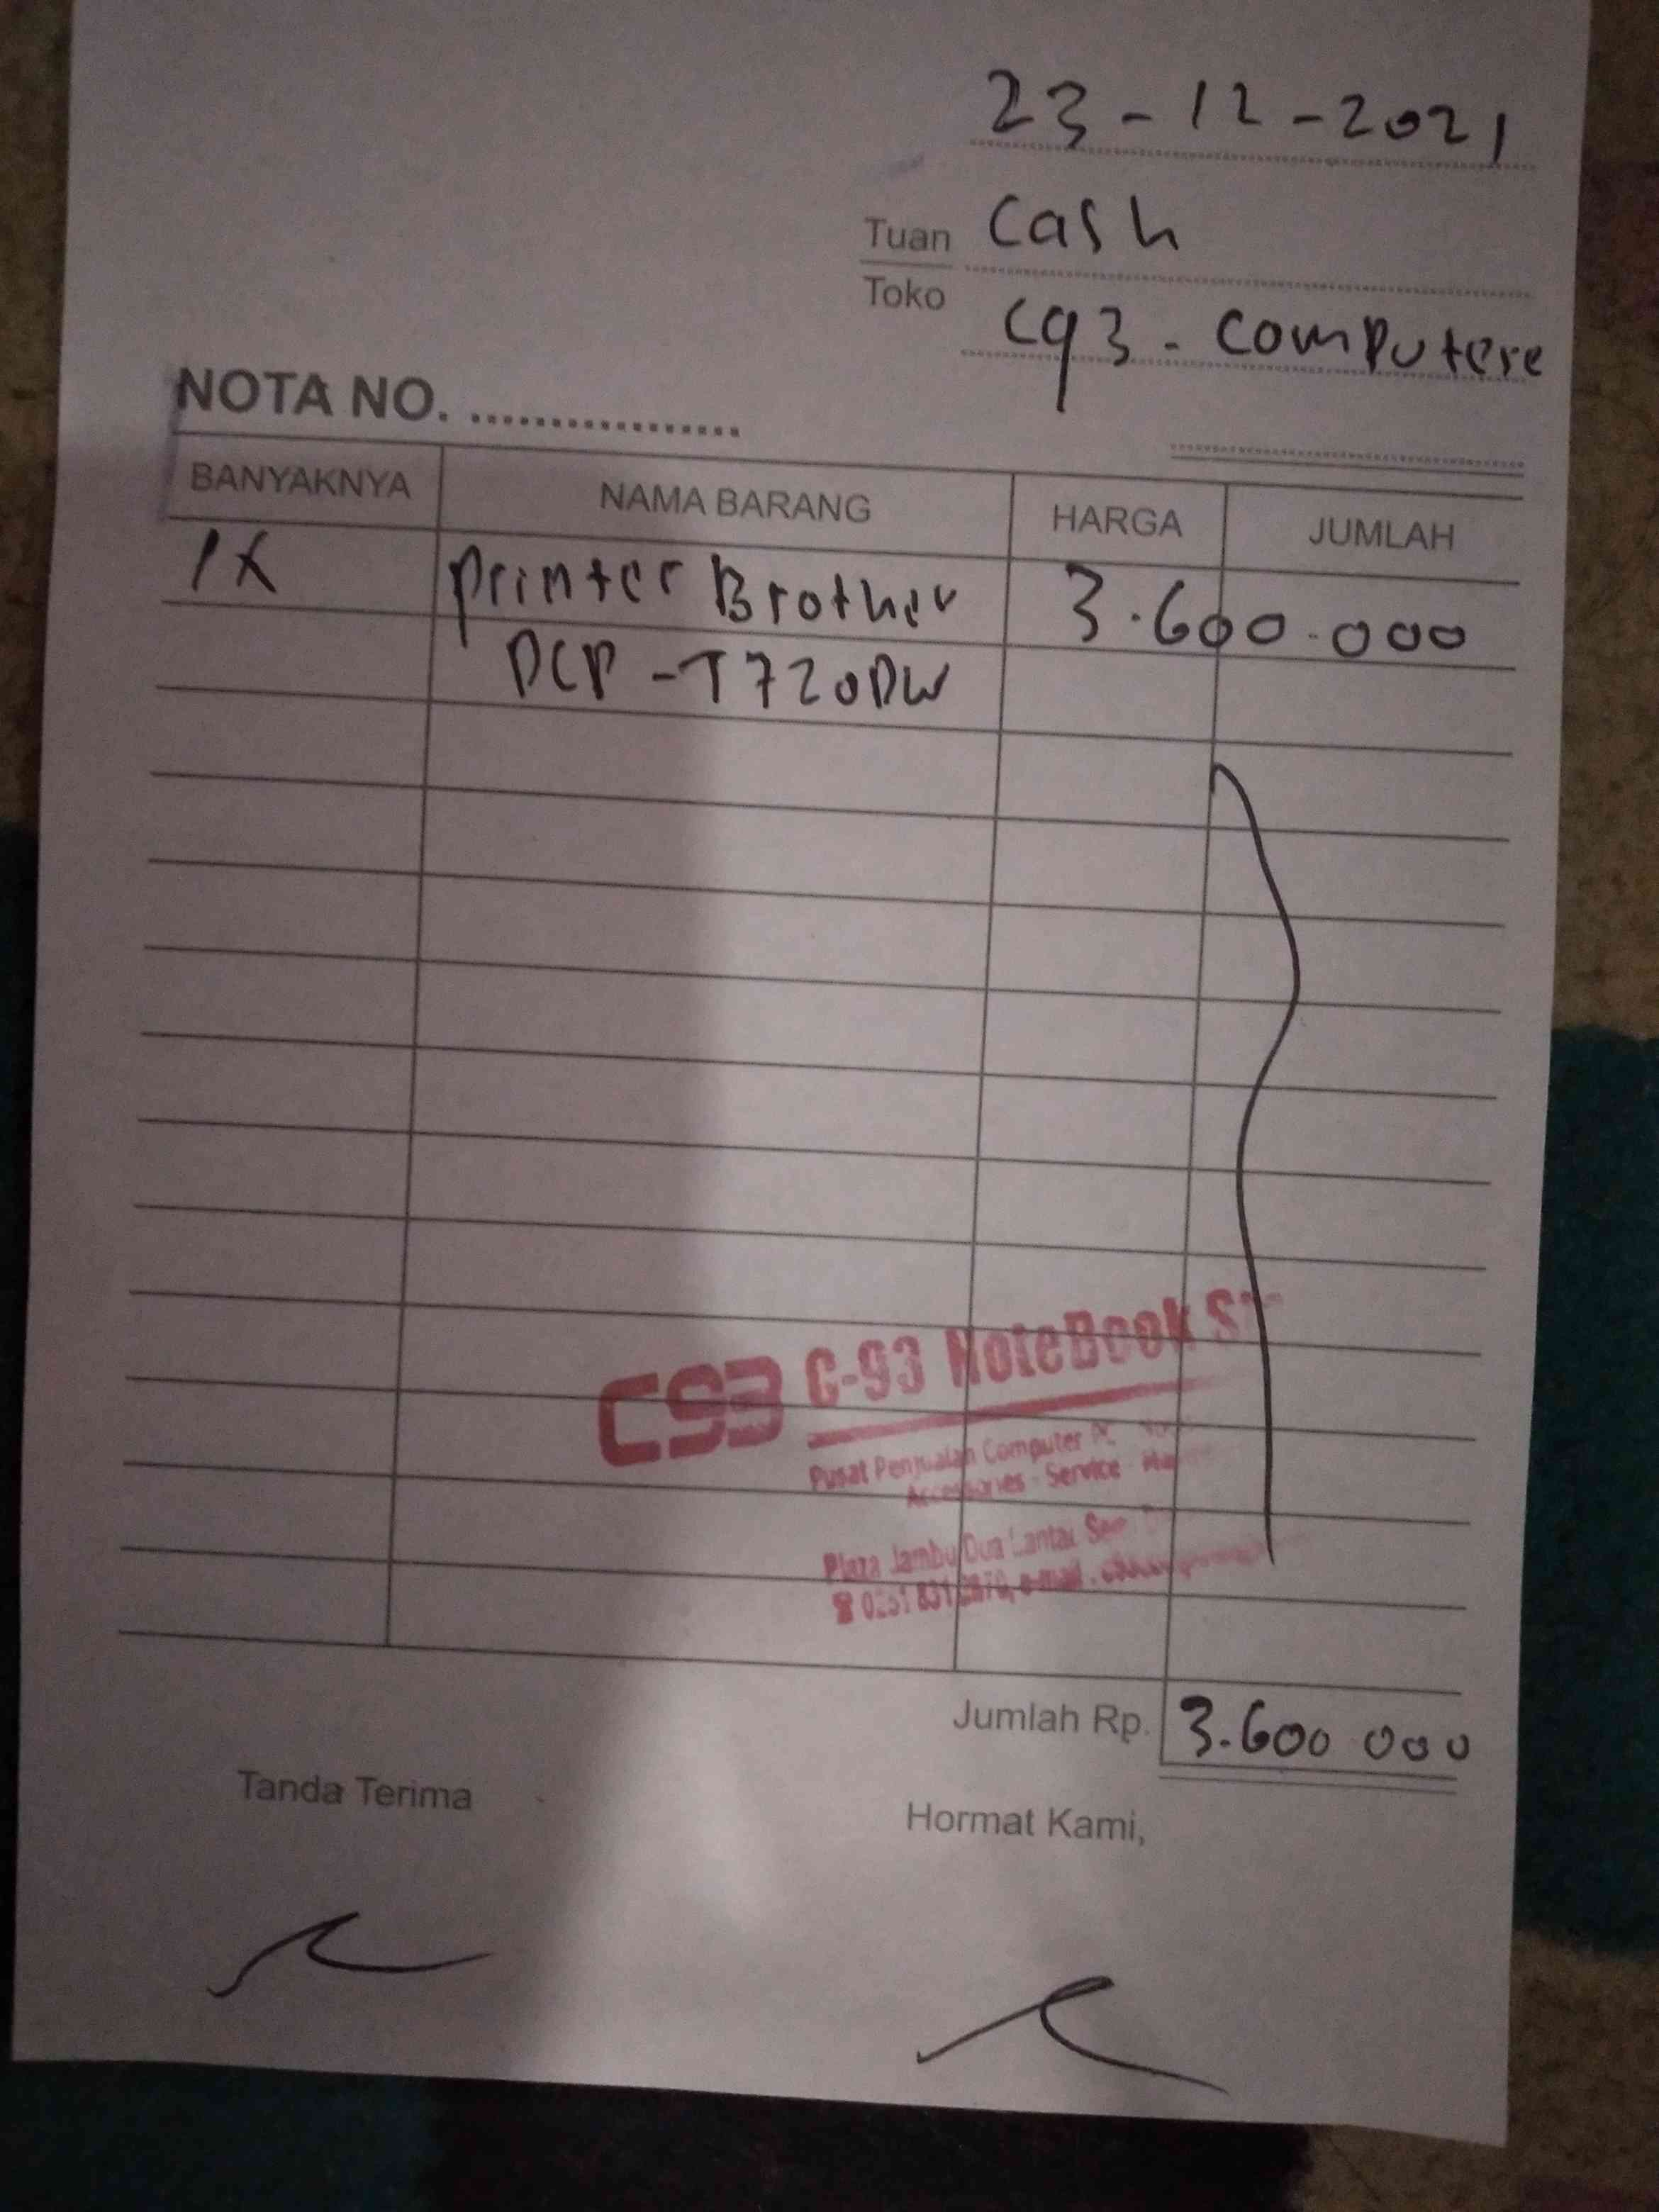 23-12-2021
Tuan Cash
Toko C93-Computere
NOTA NO. ..................
BANYAKNYA NAMA BARANG HARGA JUMLAH
1X Printer Brother 3.600.000
DCP-T720DW
C93 C-93 NoteBook
Pusat Penjualan Computer
Accessories - Service
Plaza Jambu Dua Lantai
Jumlah Rp. 3.600 000
Tanda Terima
Hormat Kami,